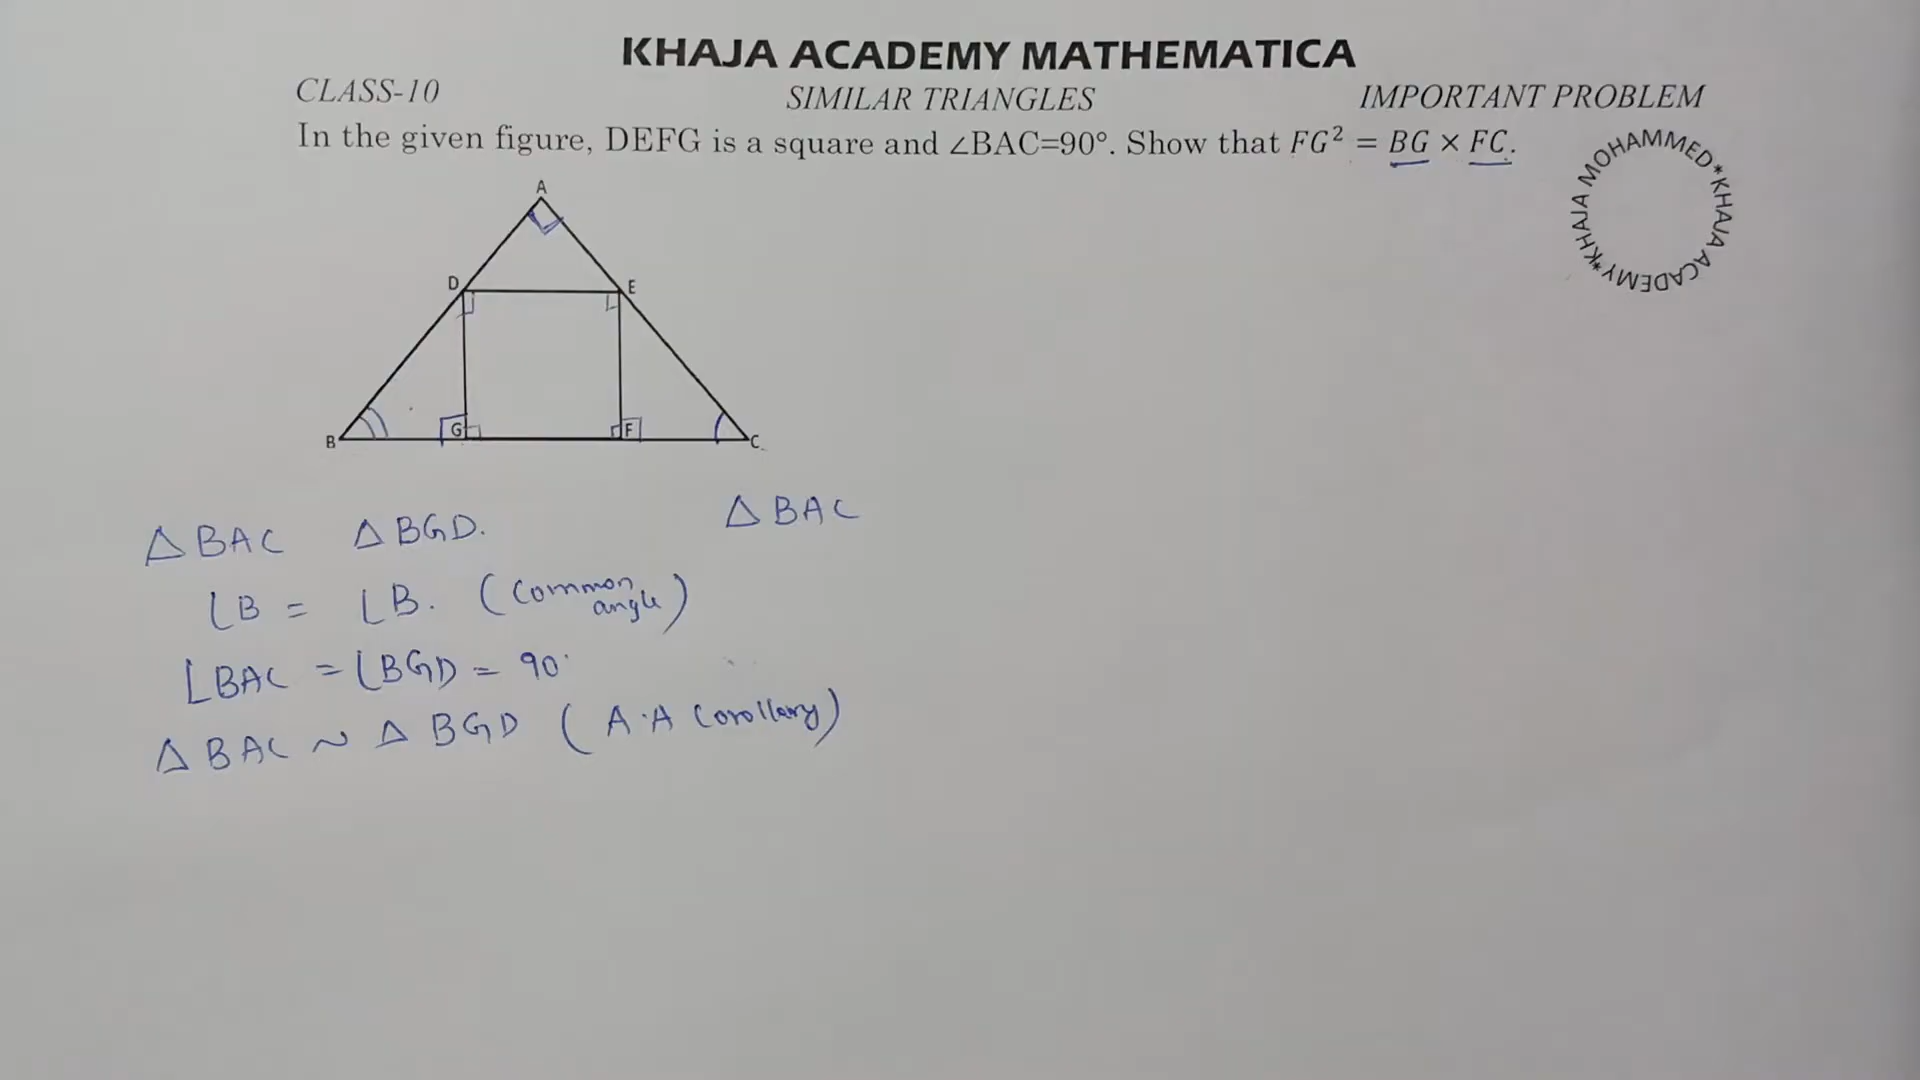 KHAJA ACADEMY MATHEMATICA
CLASS-10 SIMILAR TRIANGLES IMPORTANT PROBLEM
In the given figure, DEFG is a square and ∠BAC=90°. Show that FG² = BG × FC.
KHAJA MOHAMMED*KHAJA ACADEMY*
A
D E
B G F C
△BAC △BGD. △BAC
∠B = ∠B. (Common angle)
∠BAC = ∠BGD = 90°
△BAC ~ △BGD (A·A Corollary)